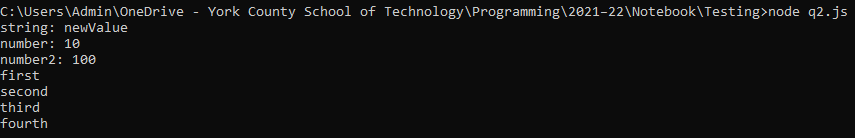 C:\Users\Admin\OneDrive - York County School of Technology\Programming\2021–22\Notebook\Testing>node q2.js
string: newValue
number: 10
number2: 100
first
second
third
fourth